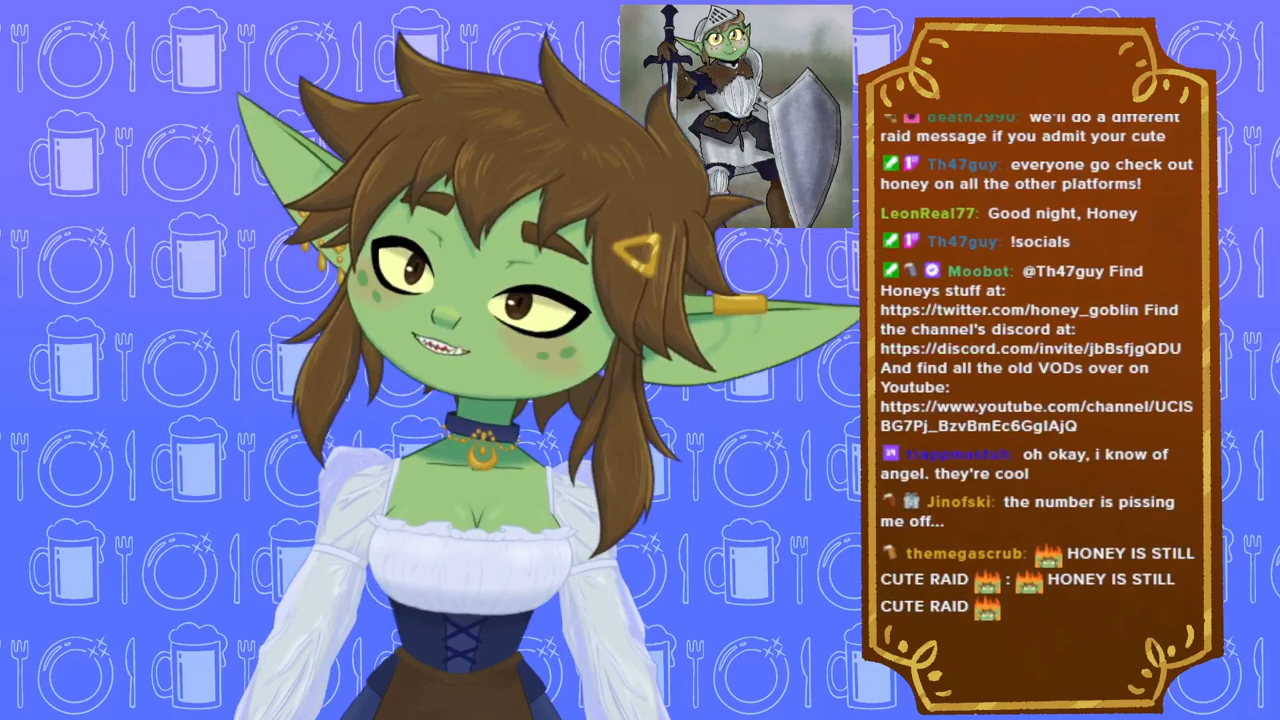 death2990: we'll do a different
raid message if you admit your cute
Th47guy: everyone go check out
honey on all the other platforms!
LeonReal77: Good night, Honey
Th47guy: !socials
Moobot: @Th47guy Find
Honeys stuff at:
https://twitter.com/honey_goblin Find
the channel's discord at:
https://discord.com/invite/jbBsfjgQDU
And find all the old VODs over on
Youtube:
https://www.youtube.com/channel/UCIS
BG7Pj_BzvBmEc6GglAjQ
oh okay, i know of
angel. they're cool
Jinofski: the number is pissing
me off...
themegascrub: HONEY IS STILL
CUTE RAID : HONEY IS STILL
CUTE RAID